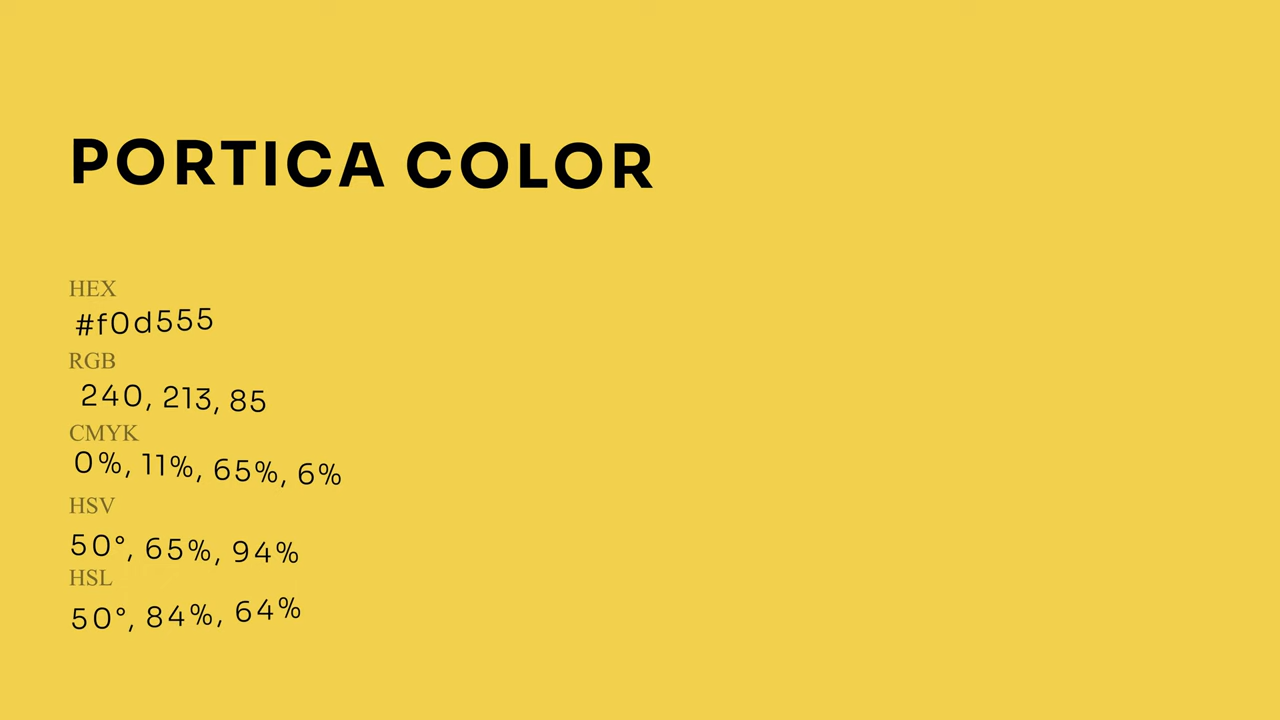 PORTICA COLOR
HEX
#f0d555
RGB
240, 213, 85
CMYK
0%, 11%, 65%, 6%
HSV
50°, 65%, 94%
HSL
50°, 84%, 64%